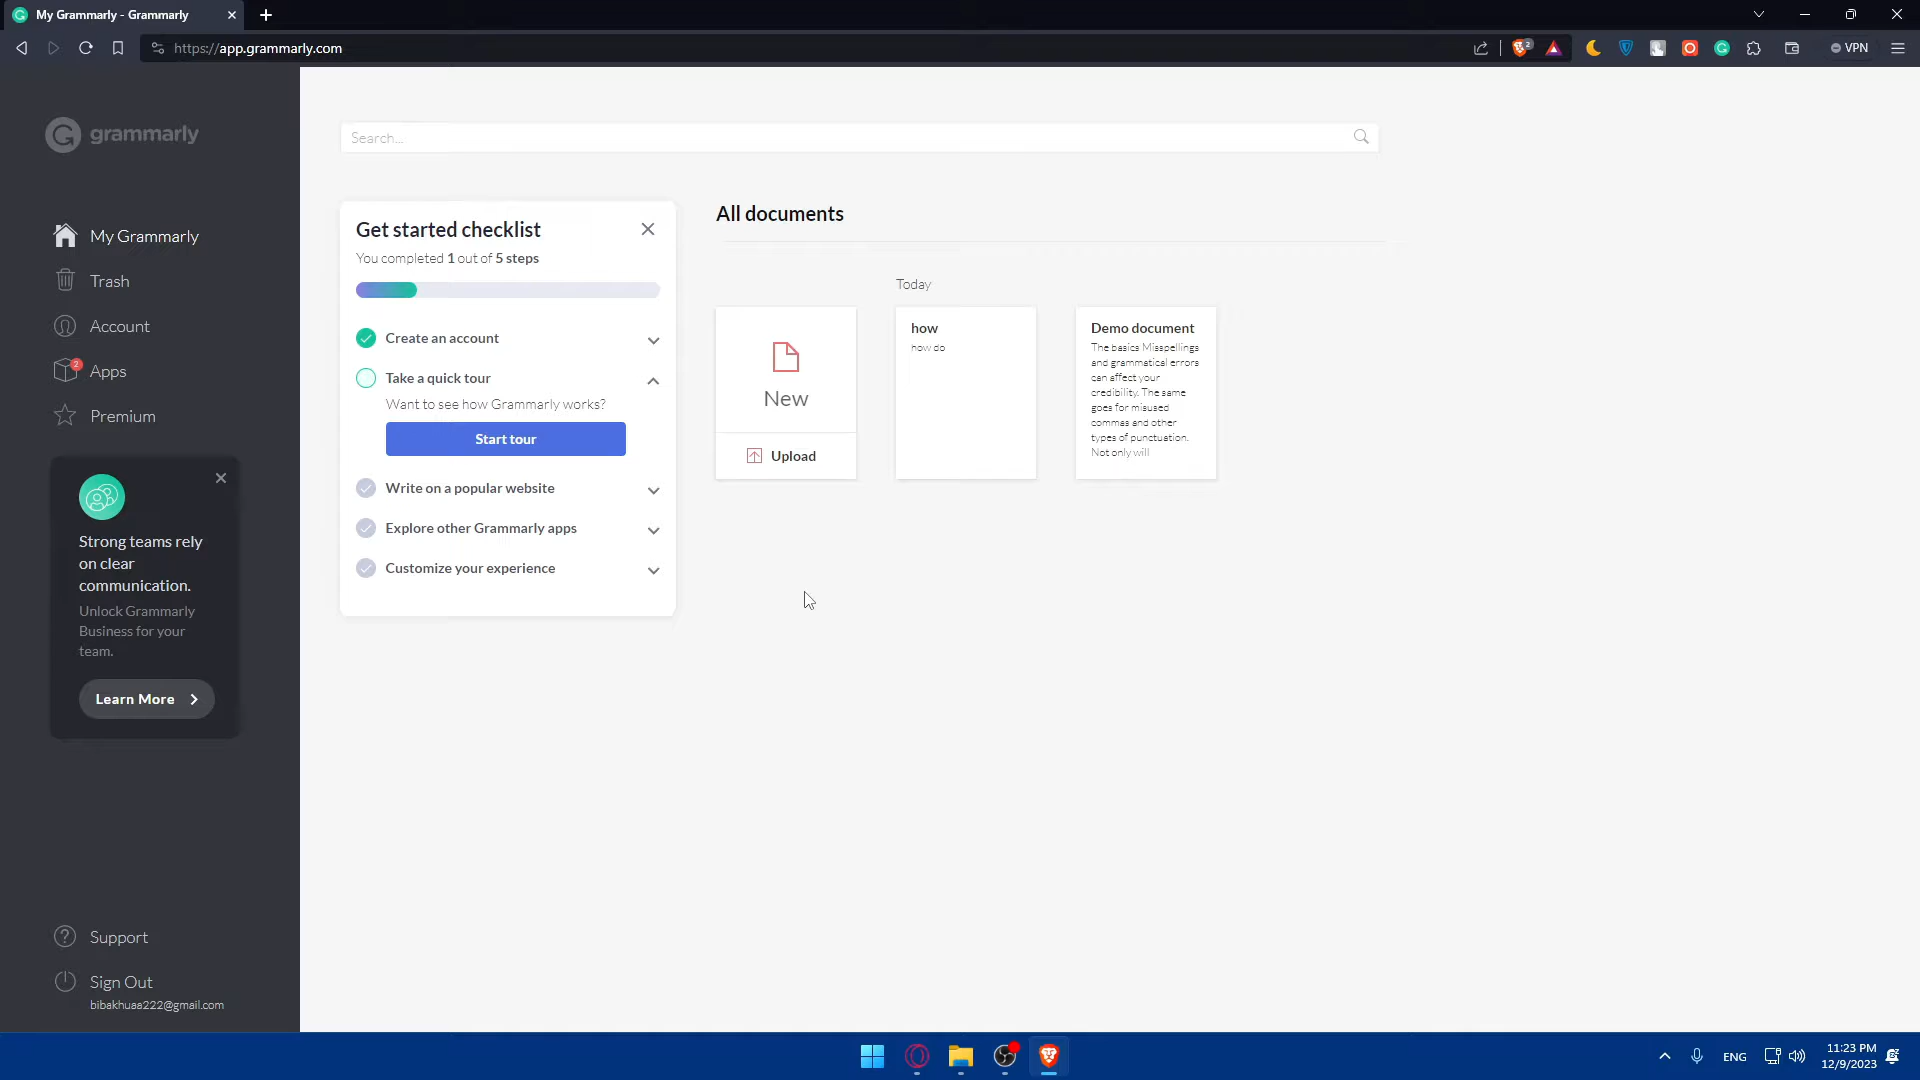 My Grammarly - Grammarly
https://app.grammarly.com
2
VPN
grammarly
My Grammarly
Trash
Account
2
Apps
Premium
Strong teams rely
on clear
communication.
Unlock Grammarly
Business for your
team.
Learn More
Support
Sign Out
bibakhuaa222@gmail.com
Search...
Get started checklist
You completed 1 out of 5 steps
Create an account
Take a quick tour
Want to see how Grammarly works?
Start tour
Write on a popular website
Explore other Grammarly apps
Customize your experience
All documents
Today
New
Upload
how
how do
Demo document
The basics Misspellings
and grammatical errors
can affect your
credibility. The same
goes for misused
commas and other
types of punctuation.
Not only will
ENG
11:23 PM
12/9/2023